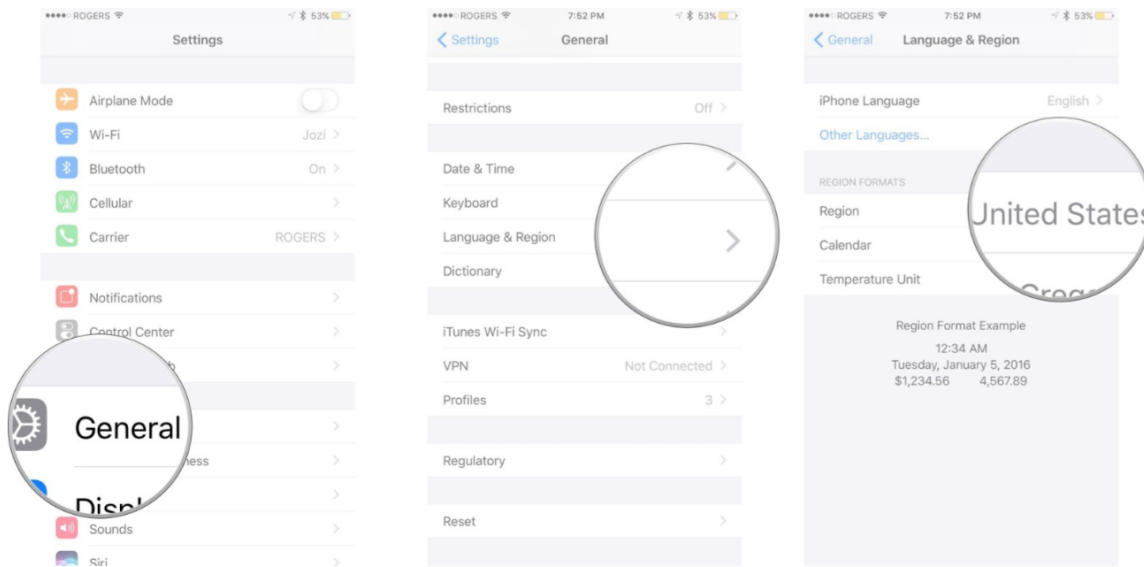 ROGERS 53%
Settings
Airplane Mode
Wi-Fi Jozi
Bluetooth On
Cellular
Carrier ROGERS
Notifications
Control Center
General
Sounds
Siri
ROGERS 7:52 PM 53%
Settings General
Restrictions Off
Date & Time
Keyboard
Language & Region
Dictionary
iTunes Wi-Fi Sync
VPN Not Connected
Profiles 3
Regulatory
Reset
ROGERS 7:52 PM 53%
General Language & Region
iPhone Language English
Other Languages...
REGION FORMATS
Region United States
Calendar
Temperature Unit
Region Format Example
12:34 AM
Tuesday, January 5, 2016
$1,234.56 4,567.89